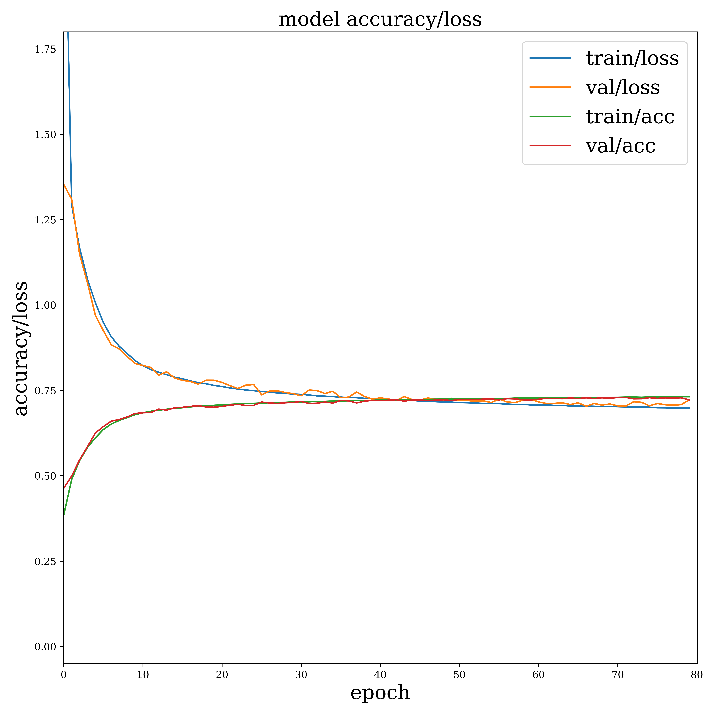 model accuracy/loss
train/loss
val/loss
train/acc
val/acc
accuracy/loss
1.75
1.50
1.25
1.00
0.75
0.50
0.25
0.00
0 10 20 30 40 50 60 70 80
epoch